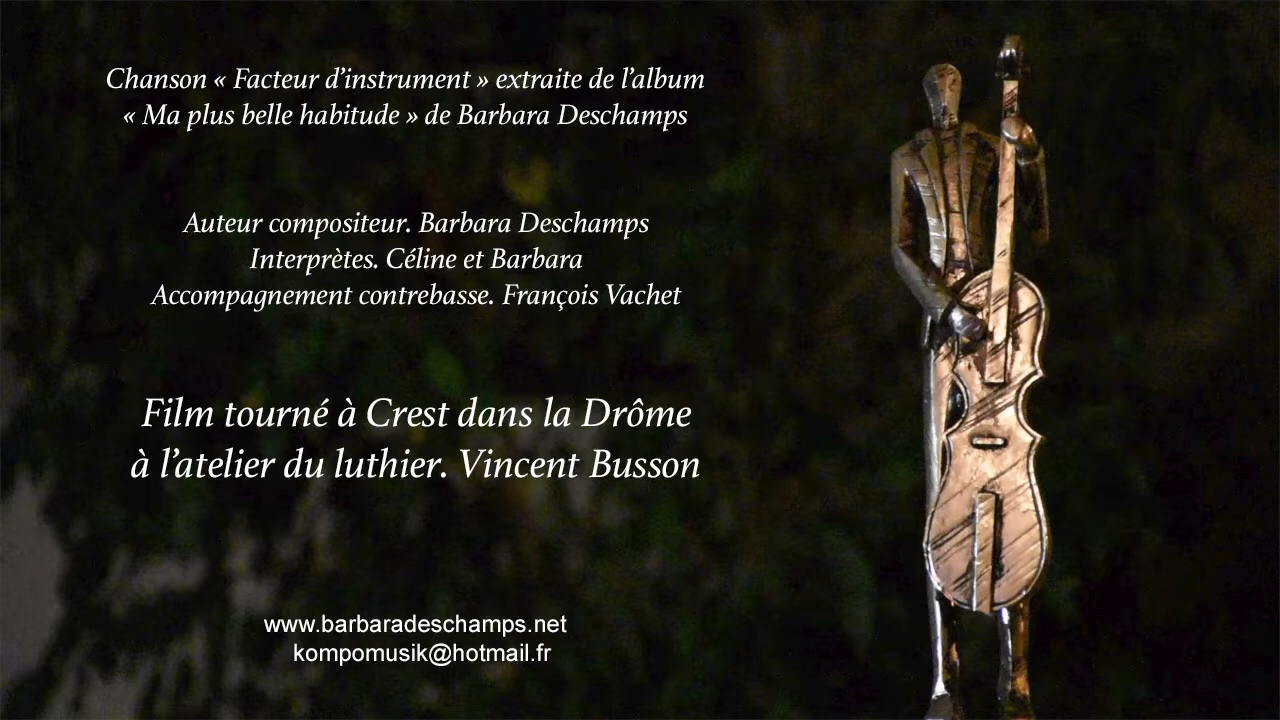 Chanson « Facteur d’instrument » extraite de l’album
« Ma plus belle habitude » de Barbara Deschamps
Auteur compositeur. Barbara Deschamps
Interprètes. Céline et Barbara
Accompagnement contrebasse. François Vachet
Film tourné à Crest dans la Drôme
à l’atelier du luthier. Vincent Busson
www.barbaradeschamps.net
kompomusik@hotmail.fr